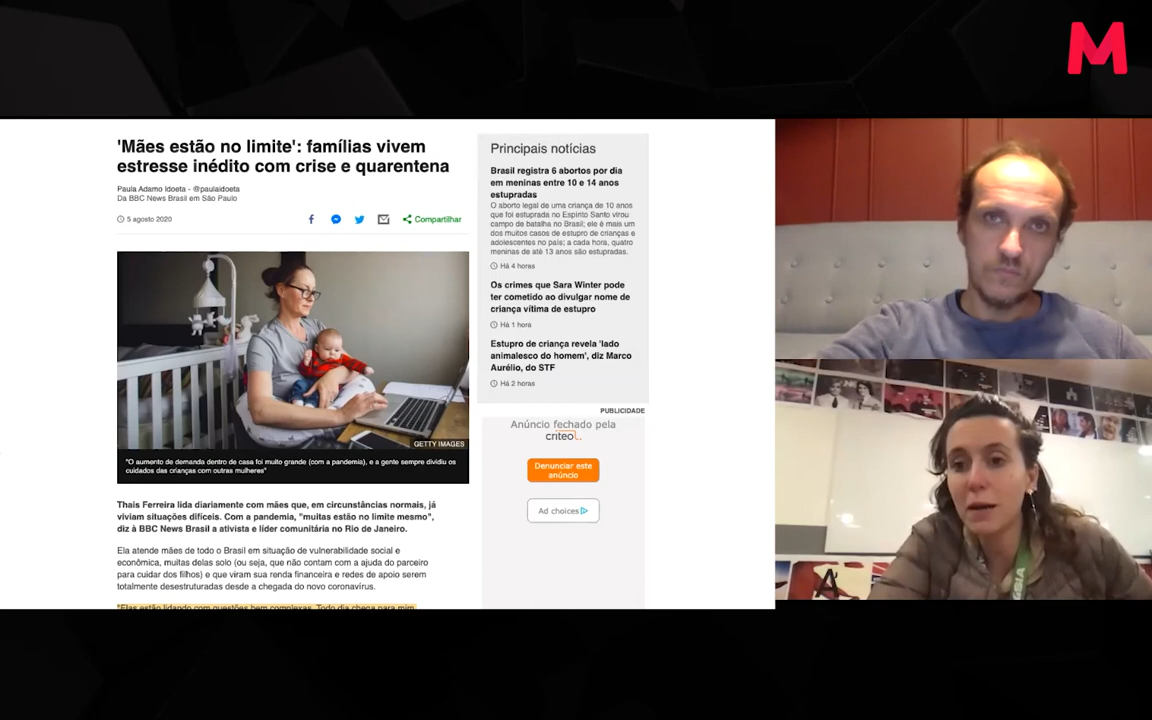 M
'Mães estão no limite': famílias vivem
estresse inédito com crise e quarentena
Paula Adamo Idoeta - @paulaidoeta
Da BBC News Brasil em São Paulo
5 agosto 2020
Compartilhar
GETTY IMAGES
"O aumento de demanda dentro de casa foi muito grande (com a pandemia), e a gente sempre dividiu os
cuidados das crianças com outras mulheres"
Thais Ferreira lida diariamente com mães que, em circunstâncias normais, já
viviam situações difíceis. Com a pandemia, "muitas estão no limite mesmo",
diz à BBC News Brasil a ativista e líder comunitária no Rio de Janeiro.
Ela atende mães de todo o Brasil em situação de vulnerabilidade social e
econômica, muitas delas solo (ou seja, que não contam com a ajuda do parceiro
para cuidar dos filhos) e que viram sua renda financeira e redes de apoio serem
totalmente desestruturadas desde a chegada do novo coronavírus.
"Elas estão lidando com questões bem complexas. Todo dia chega para mim
Principais notícias
Brasil registra 6 abortos por dia
em meninas entre 10 e 14 anos
estupradas
O aborto legal de uma criança de 10 anos
que foi estuprada no Espírito Santo virou
campo de batalha no Brasil; ele é mais um
dos muitos casos de estupro de crianças e
adolescentes no país; a cada hora, quatro
meninas de até 13 anos são estupradas.
Há 4 horas
Os crimes que Sara Winter pode
ter cometido ao divulgar nome de
criança vítima de estupro
Há 1 hora
Estupro de criança revela 'lado
animalesco do homem', diz Marco
Aurélio, do STF
Há 2 horas
PUBLICIDADE
Anúncio fechado pela
criteo
Denunciar este
anúncio
Ad choices